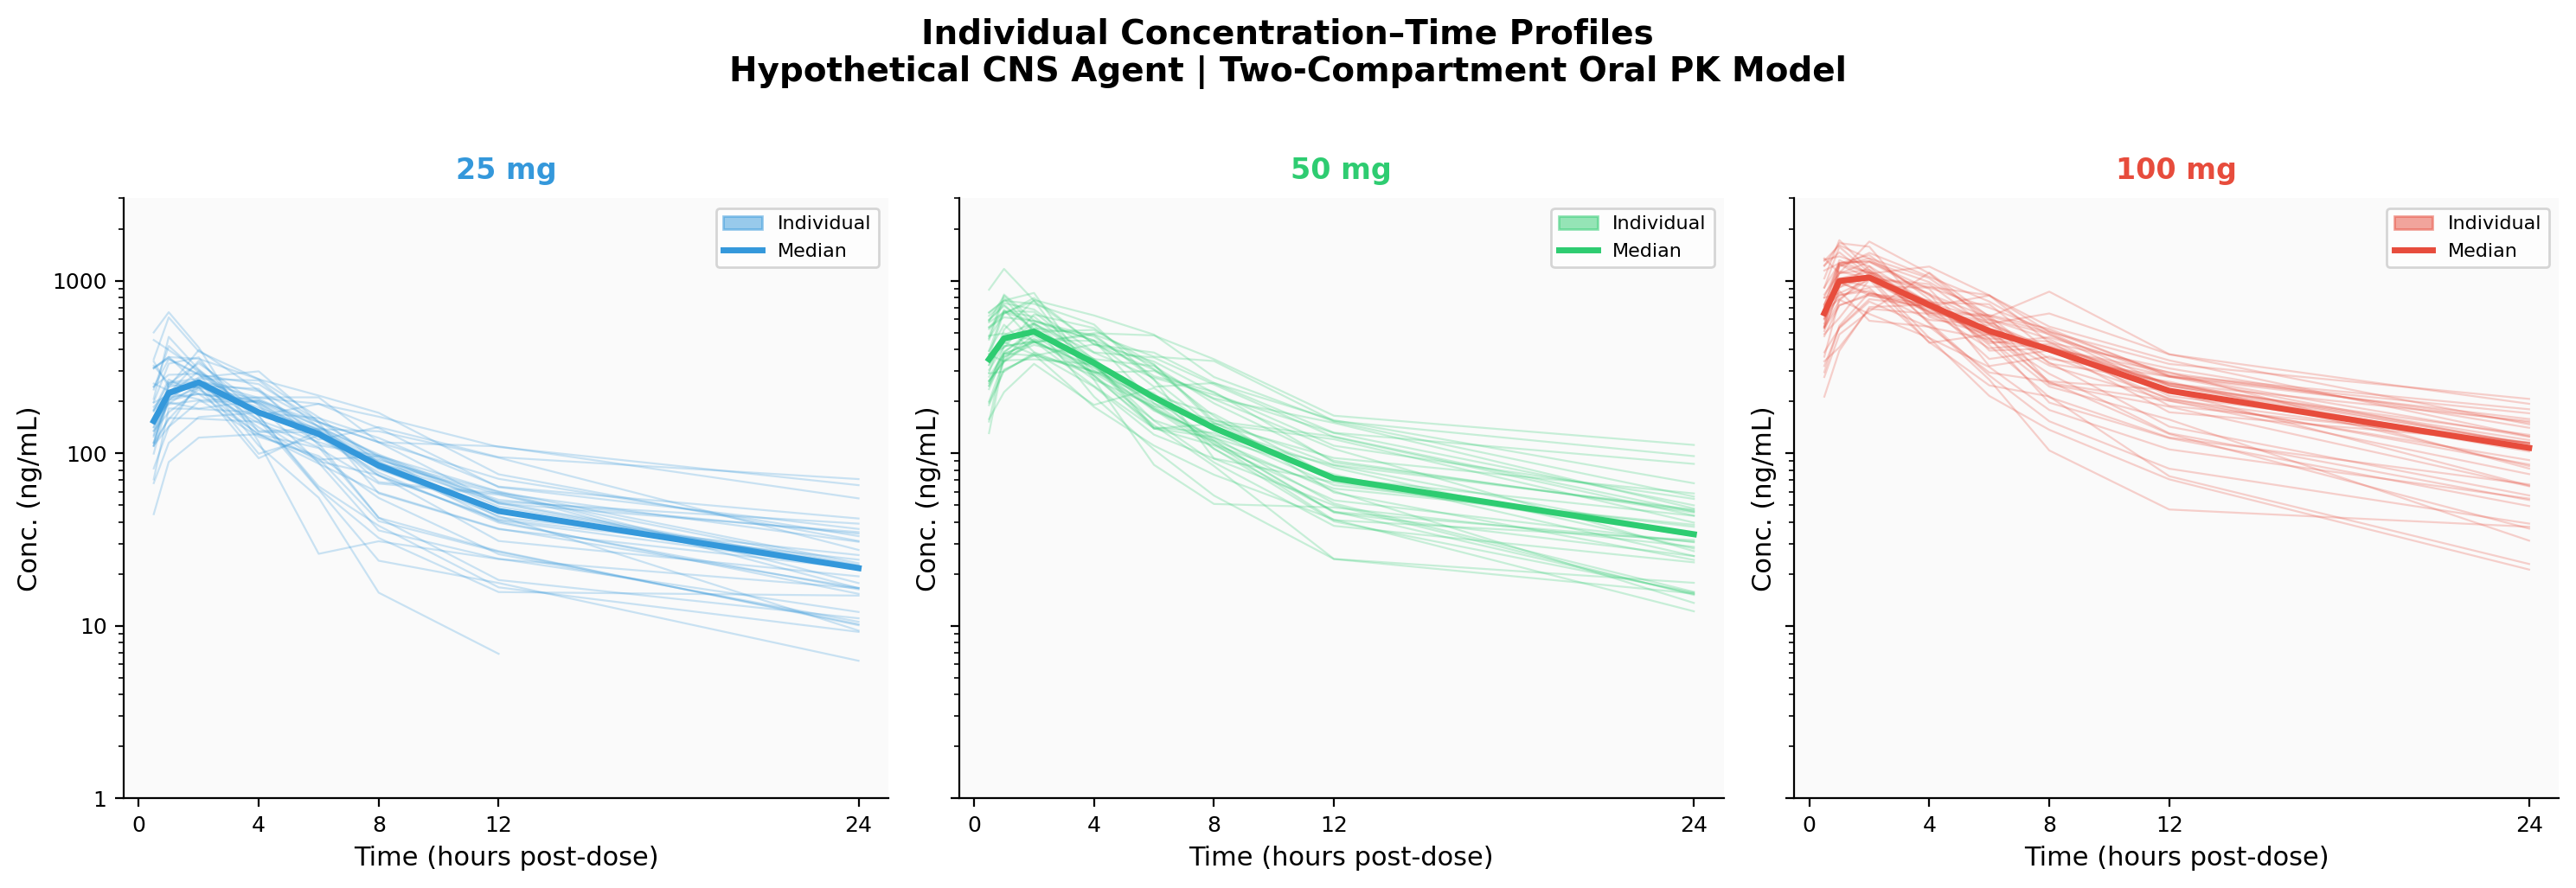 Individual Concentration–Time Profiles
Hypothetical CNS Agent | Two-Compartment Oral PK Model
25 mg
Individual
Median
1000
100
10
1
Conc. (ng/mL)
0 4 8 12 24
Time (hours post-dose)
50 mg
Individual
Median
Conc. (ng/mL)
0 4 8 12 24
Time (hours post-dose)
100 mg
Individual
Median
Conc. (ng/mL)
0 4 8 12 24
Time (hours post-dose)